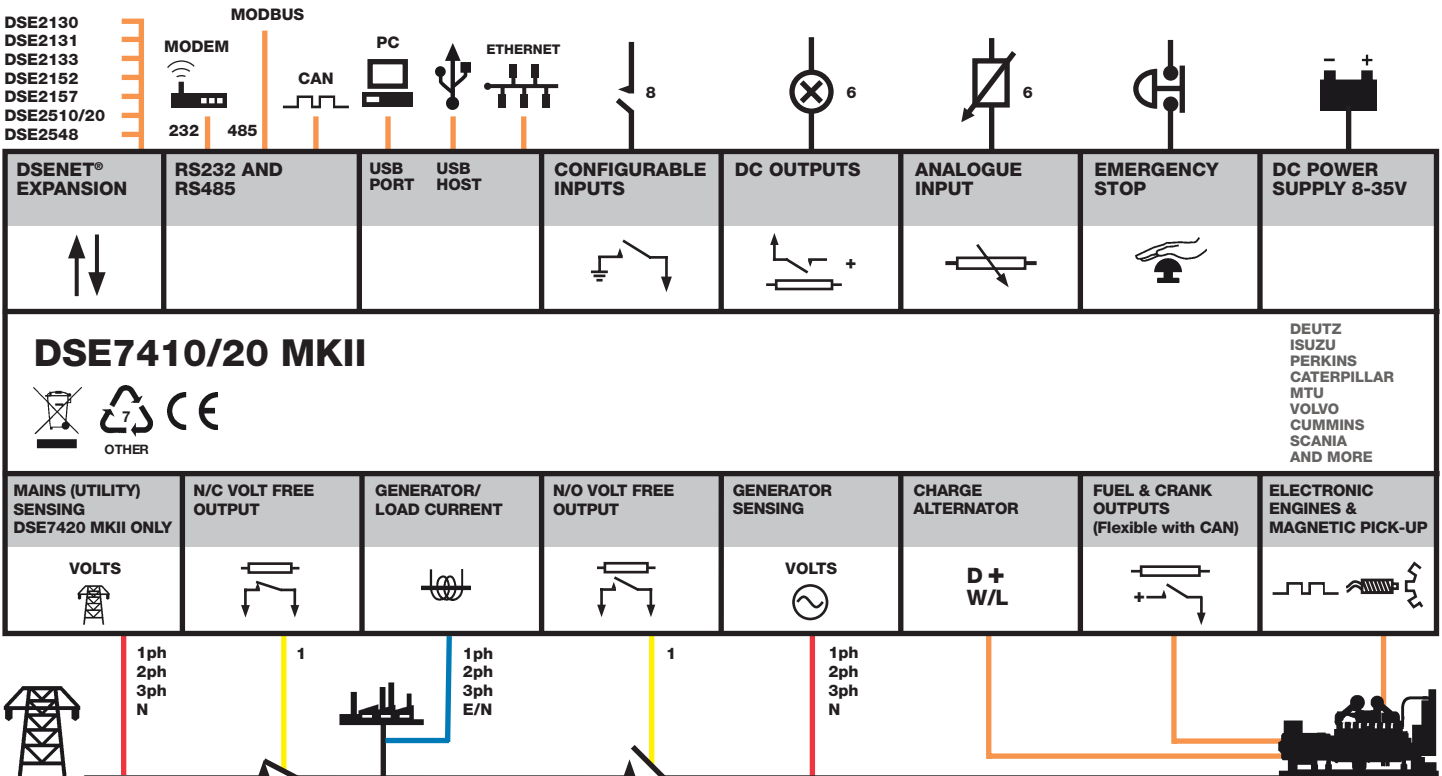 DSE2130
DSE2131
DSE2133
DSE2152
DSE2157
DSE2510/20
DSE2548
MODEM
232
MODBUS
485
CAN
PC
ETHERNET
8
6
6
- +
DSENET®
EXPANSION
RS232 AND
RS485
USB
PORT
USB
HOST
CONFIGURABLE
INPUTS
DC OUTPUTS
+
ANALOGUE
INPUT
EMERGENCY
STOP
DC POWER
SUPPLY 8-35V
DSE7410/20 MKII
7
OTHER
CE
DEUTZ
ISUZU
PERKINS
CATERPILLAR
MTU
VOLVO
CUMMINS
SCANIA
AND MORE
MAINS (UTILITY)
SENSING
DSE7420 MKII ONLY
VOLTS
N/C VOLT FREE
OUTPUT
GENERATOR/
LOAD CURRENT
N/O VOLT FREE
OUTPUT
GENERATOR
SENSING
VOLTS
CHARGE
ALTERNATOR
D +
W/L
FUEL & CRANK
OUTPUTS
(Flexible with CAN)
+
ELECTRONIC
ENGINES &
MAGNETIC PICK-UP
1ph
2ph
3ph
N
1
1ph
2ph
3ph
E/N
1
1ph
2ph
3ph
N